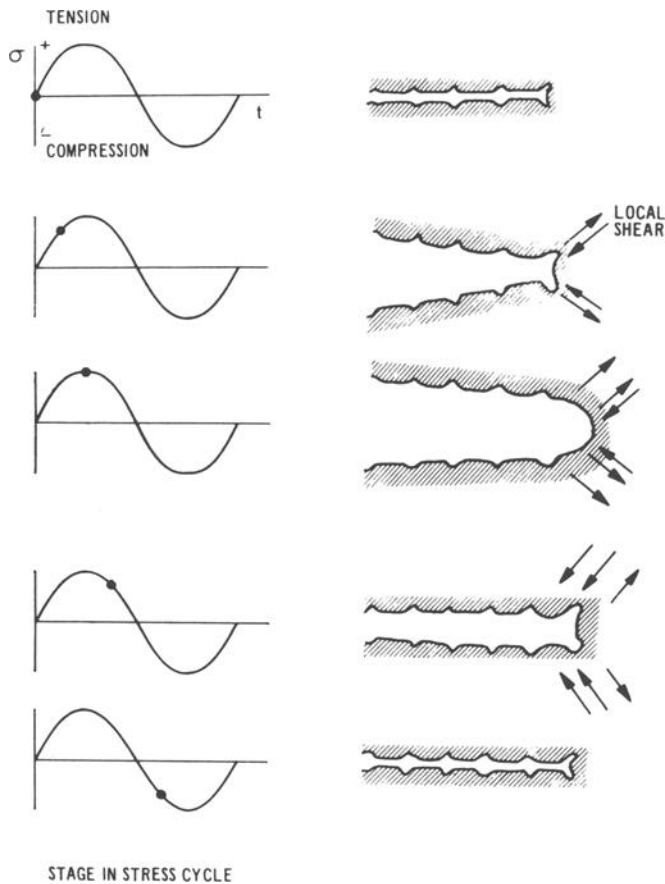 TENSION
σ
+
t
-
COMPRESSION
LOCAL
SHEAR
STAGE IN STRESS CYCLE